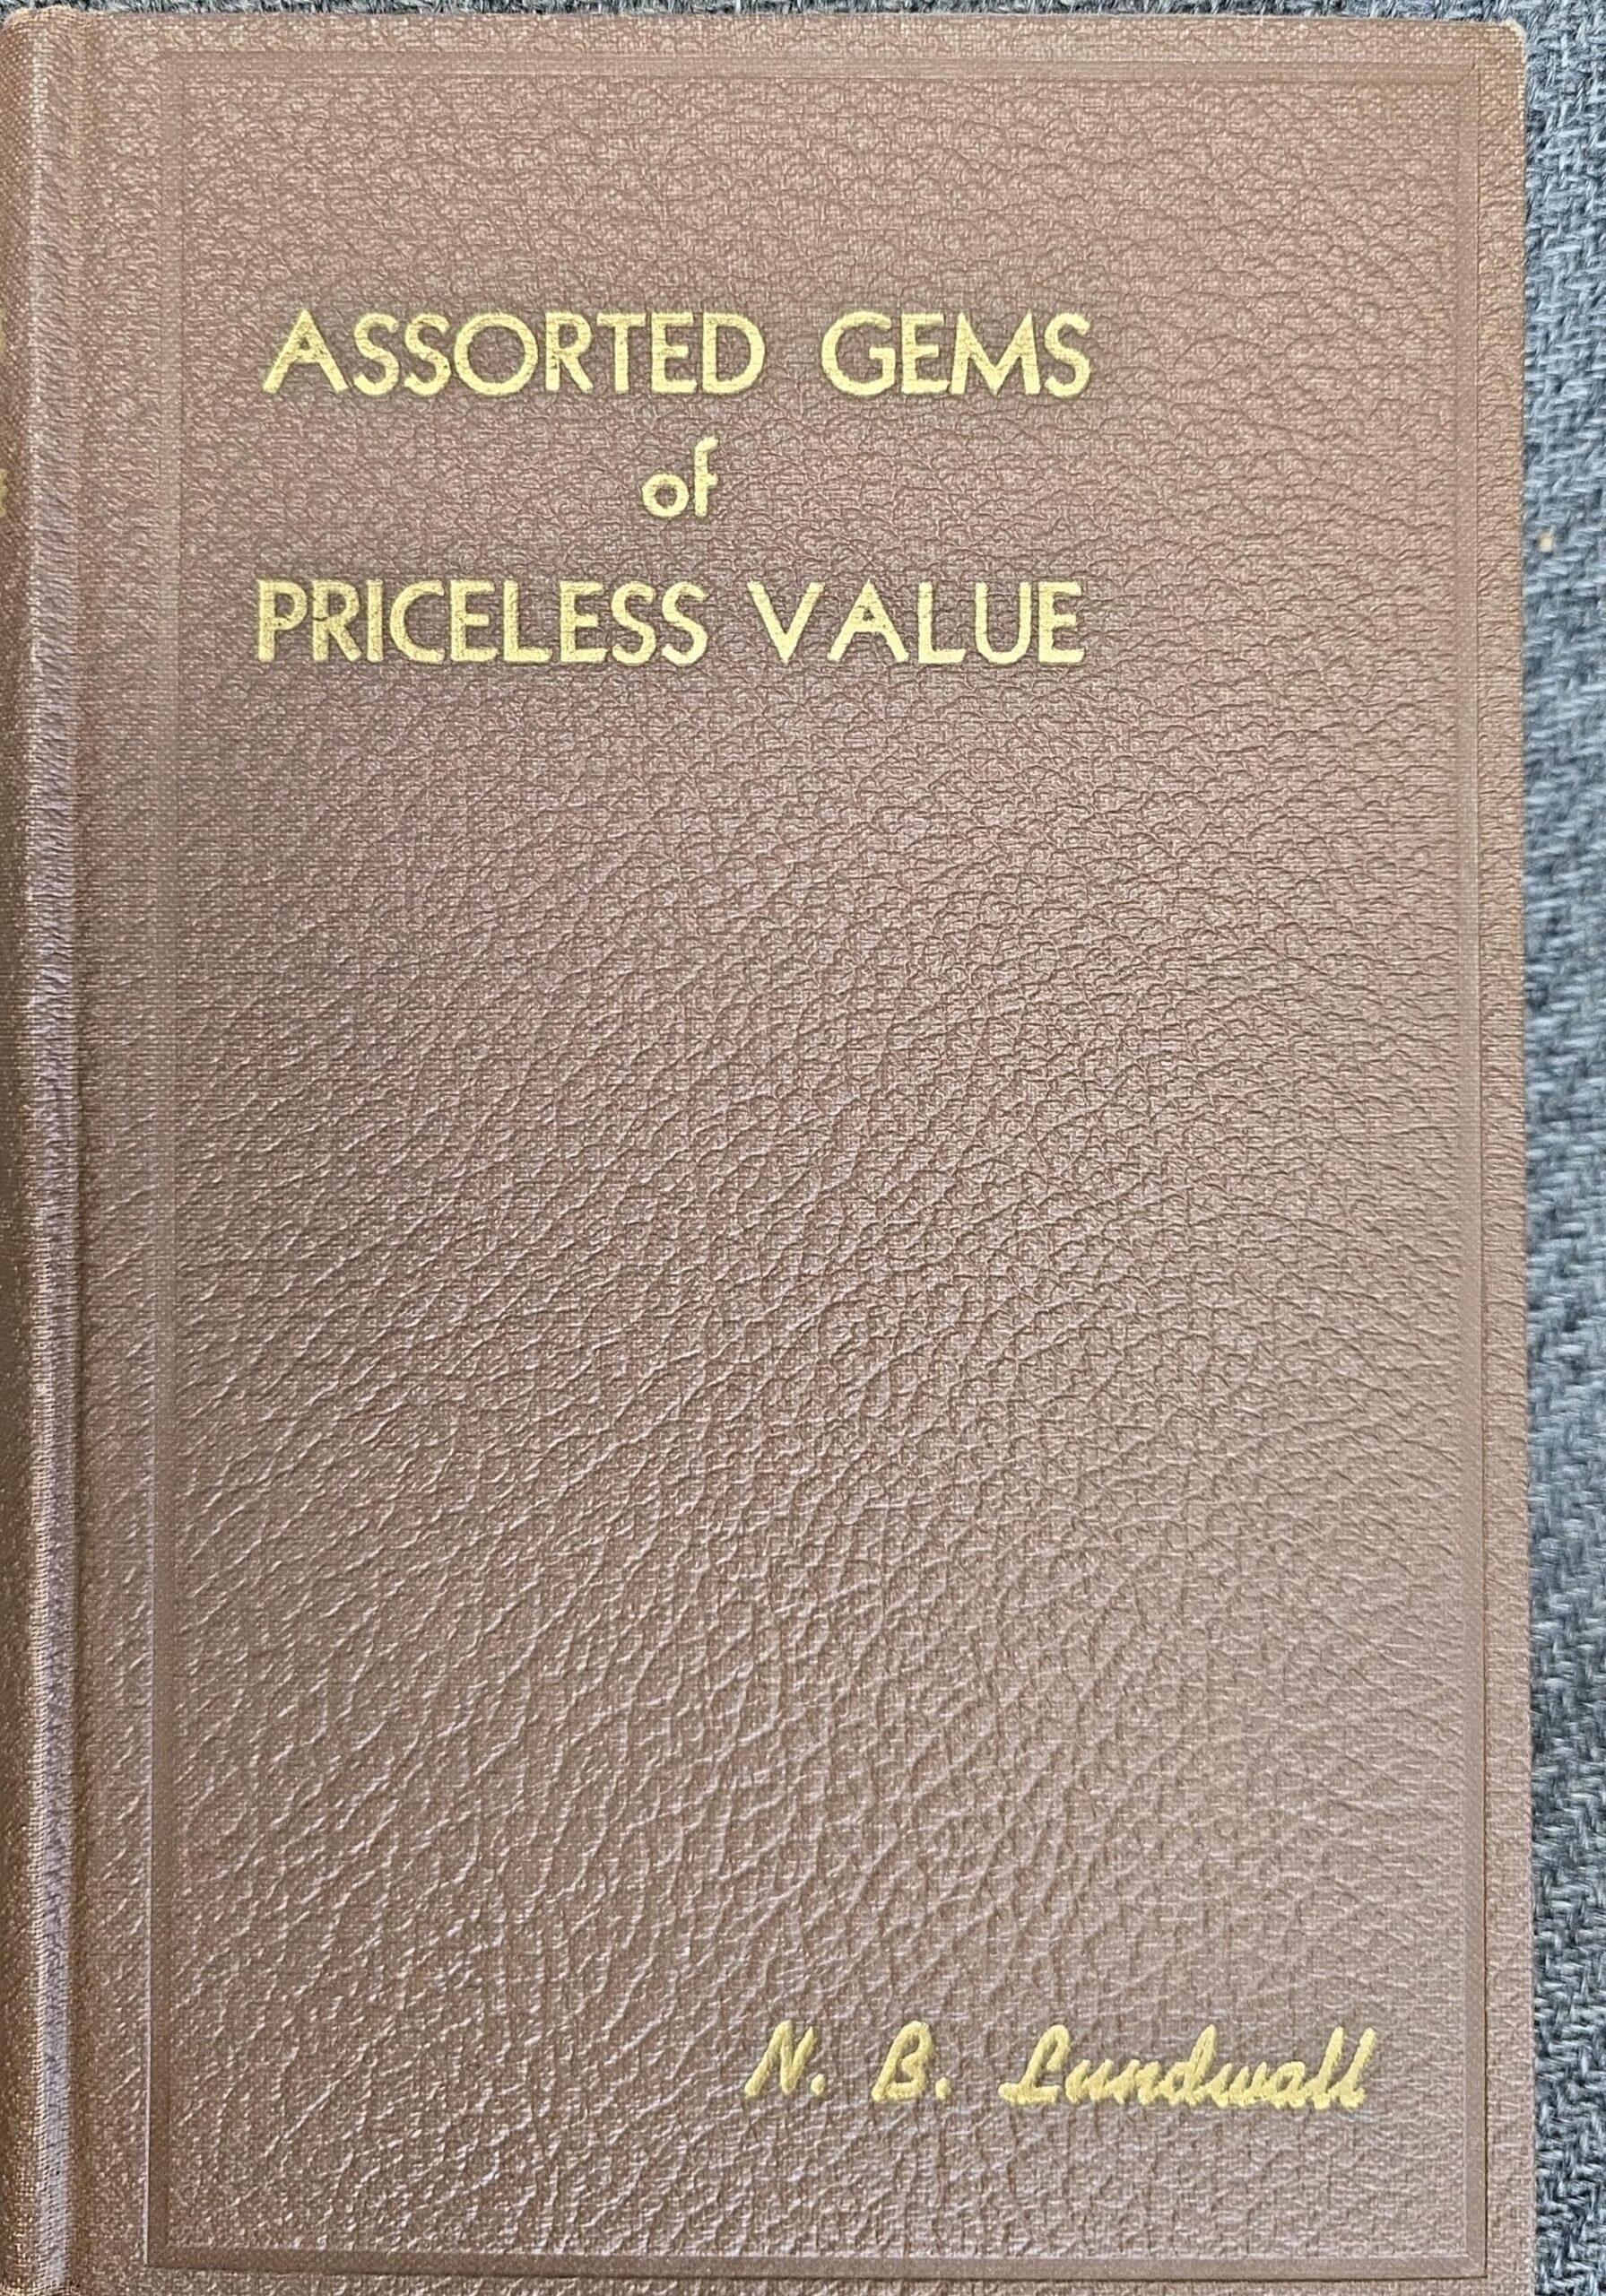 ASSORTED GEMS
of
PRICELESS VALUE
N. B. Lundwall